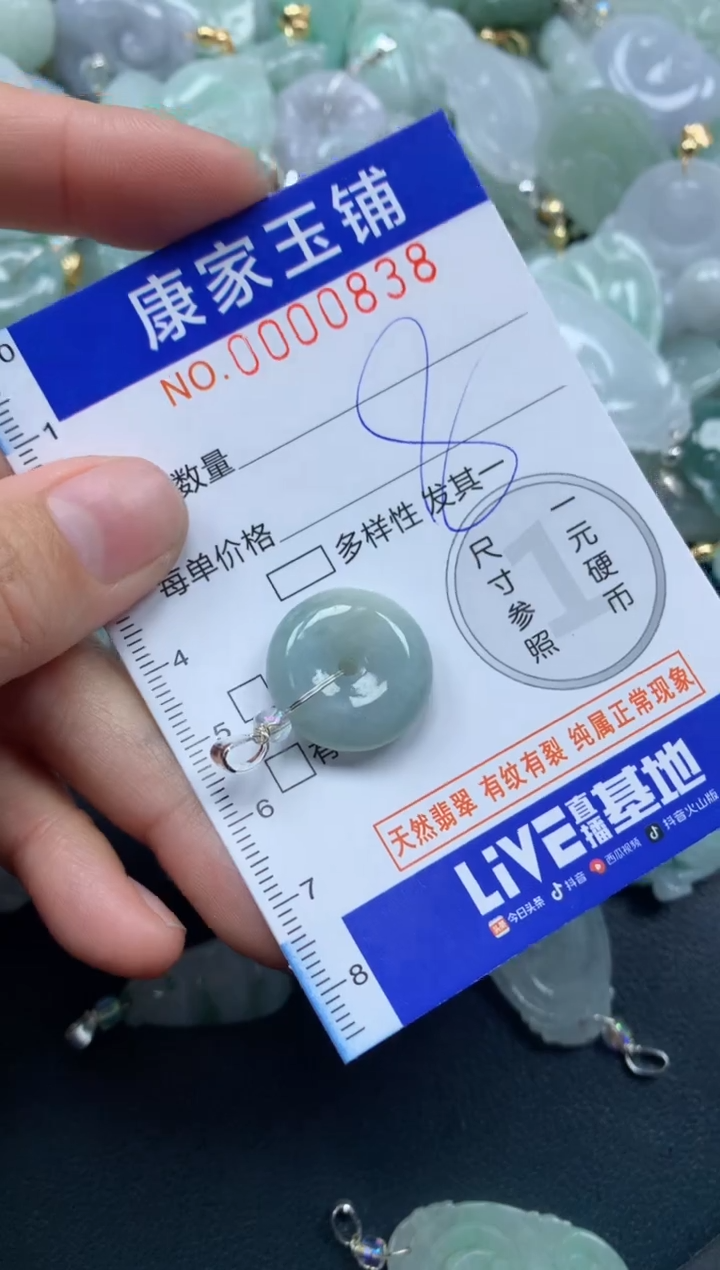 康家玉铺
NO.0000838
数量
8
每单价格
多样性 发其一
一元硬币
尺寸参照
1
0
1
4
5
6
7
8
有
天然翡翠 有纹有裂 纯属正常现象
LiVE直播基地
今日头条 抖音 西瓜视频 抖音火山版